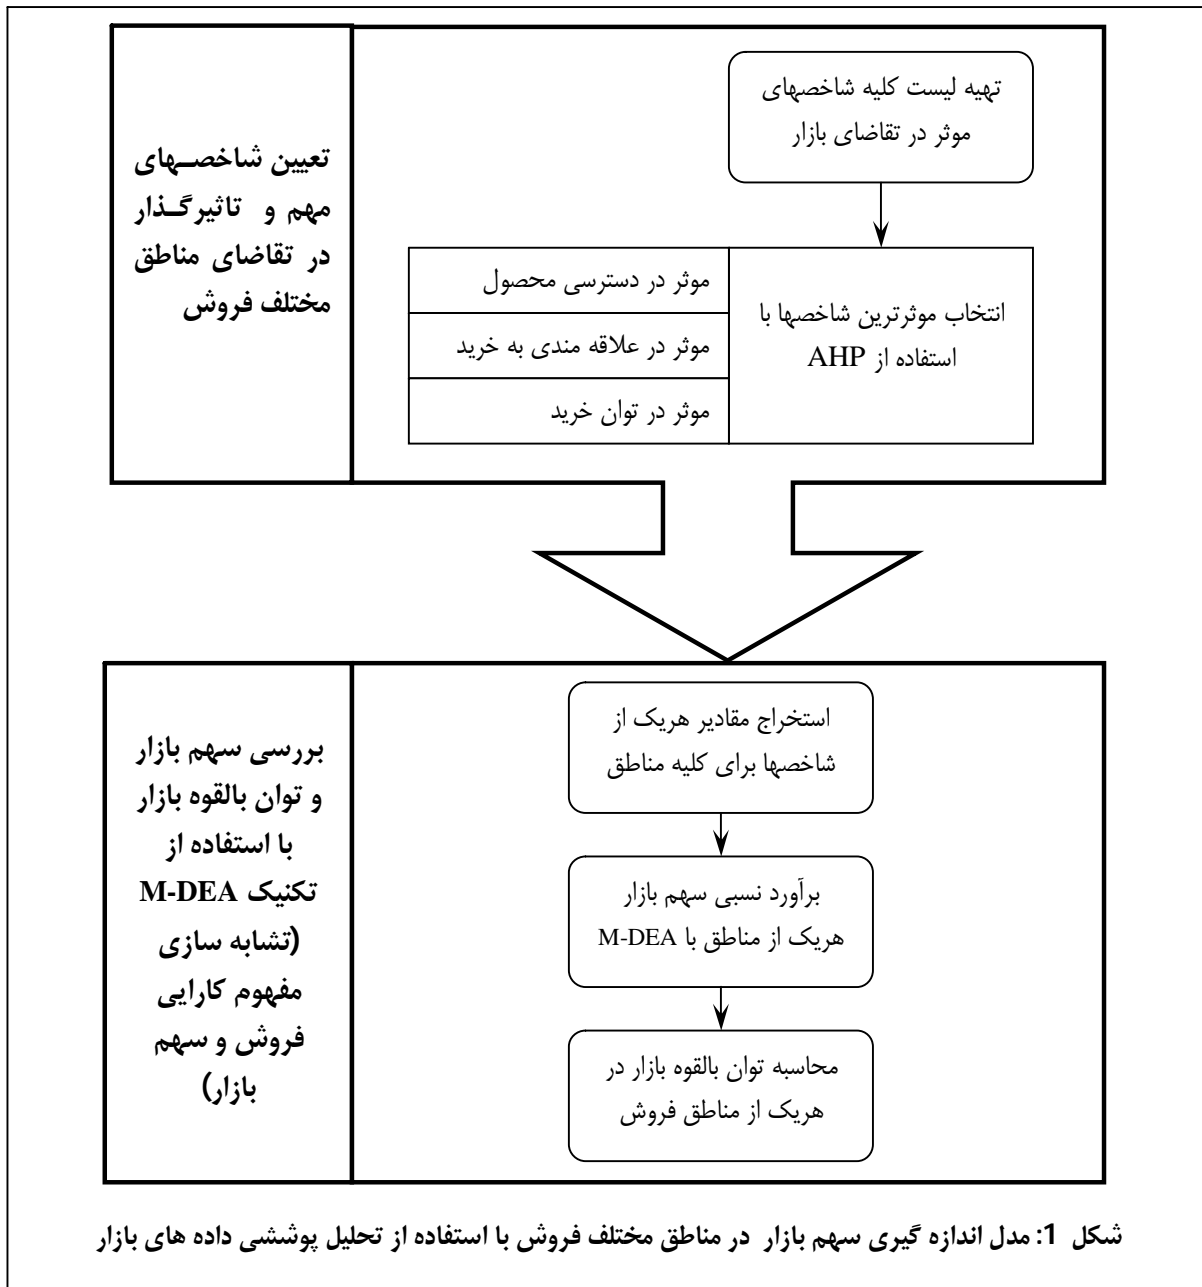 تعیین شاخصهای
مهم و تاثیرگذار
در تقاضای مناطق
مختلف فروش
تهیه لیست کلیه شاخصهای
موثر در تقاضای بازار
انتخاب موثرترین شاخصها با
استفاده از AHP
موثر در دسترسی محصول
موثر در علاقه مندی به خرید
موثر در توان خرید
بررسی سهم بازار
و توان بالقوه بازار
با استفاده از
تکنیک M-DEA
(تشابه سازی
مفهوم کارایی
فروش و سهم
بازار)
استخراج مقادیر هریک از
شاخصها برای کلیه مناطق
برآورد نسبی سهم بازار
هریک از مناطق با M-DEA
محاسبه توان بالقوه بازار در
هریک از مناطق فروش
شکل 1: مدل اندازه گیری سهم بازار در مناطق مختلف فروش با استفاده از تحلیل پوششی داده های بازار